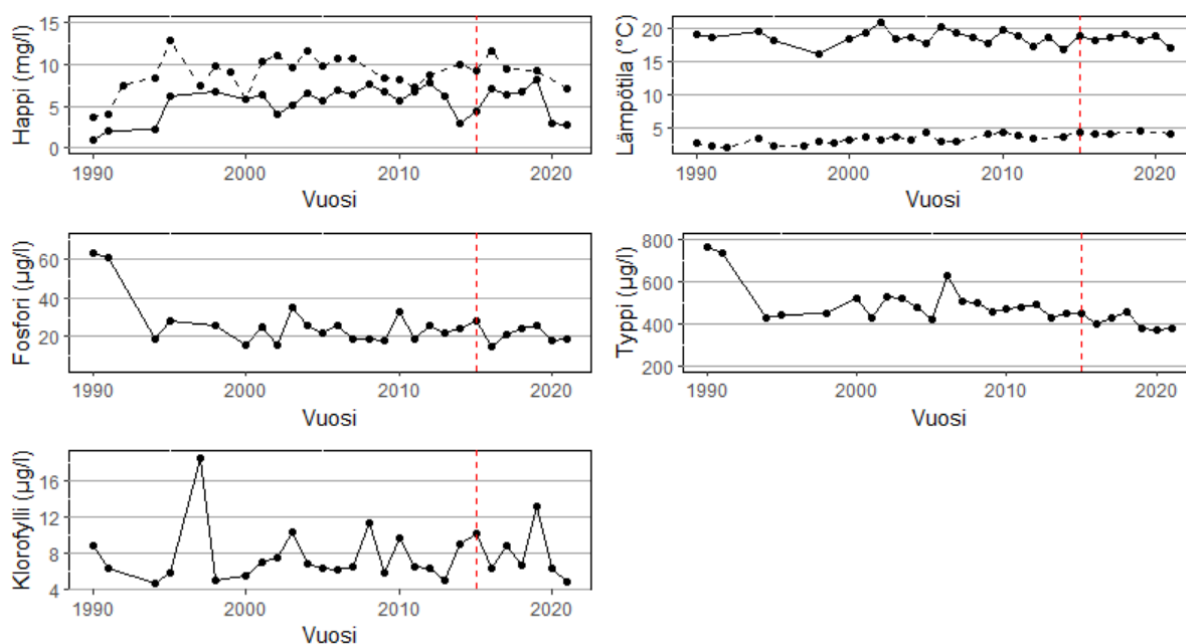 Happi (mg/l)
15
10
5
0
1990 2000 2010 2020
Vuosi
Lämpötila (°C)
20
15
10
5
1990 2000 2010 2020
Vuosi
Fosfori (µg/l)
60
40
20
1990 2000 2010 2020
Vuosi
Typpi (µg/l)
800
600
400
200
1990 2000 2010 2020
Vuosi
Klorofylli (µg/l)
16
12
8
4
1990 2000 2010 2020
Vuosi